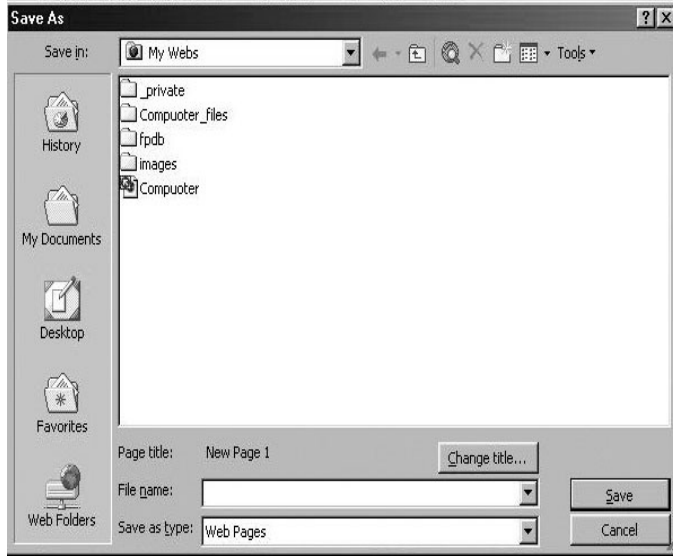 Save As
Save in:
My Webs
Tools
History
My Documents
Desktop
Favorites
Web Folders
_private
Compuoter_files
fpdb
images
Compuoter
Page title:
New Page 1
Change title...
File name:
Save
Save as type:
Web Pages
Cancel